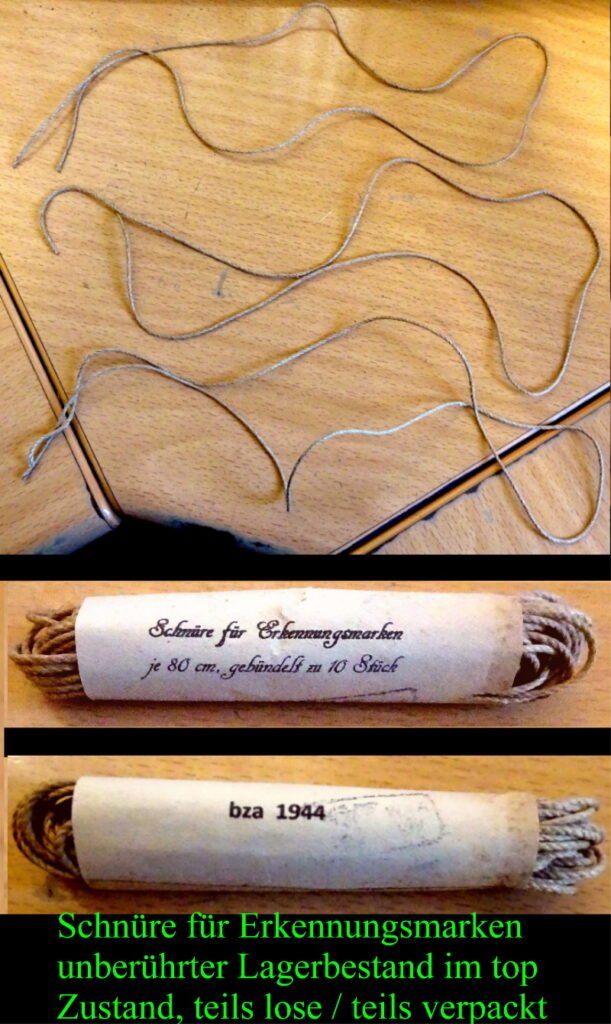 Schnüre für Erkennungsmarken
je 80 cm, gebündelt zu 10 Stück
bza 1944
Schnüre für Erkennungsmarken
unberührter Lagerbestand im top
Zustand, teils lose / teils verpackt